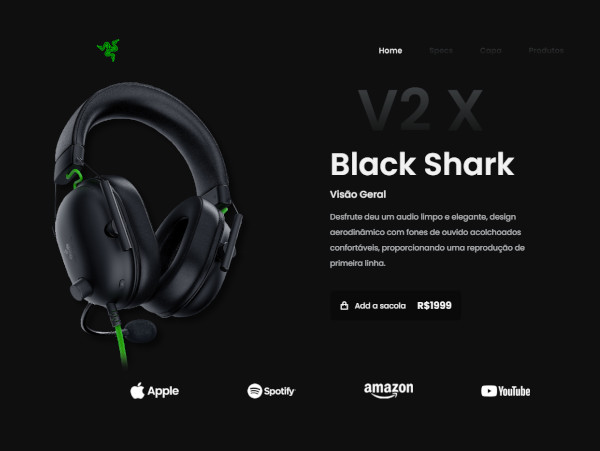 Home Specs Copd Produtos
V2 X
Black Shark
Visão Geral
Desfrute deu um audio limpo e elegante, design
aerodinâmico com fones de ouvido acolchoados
confortáveis, proporcionando uma reprodução de
primeira linha.
Add a sacola R$1999
Apple Spotify amazon YouTube